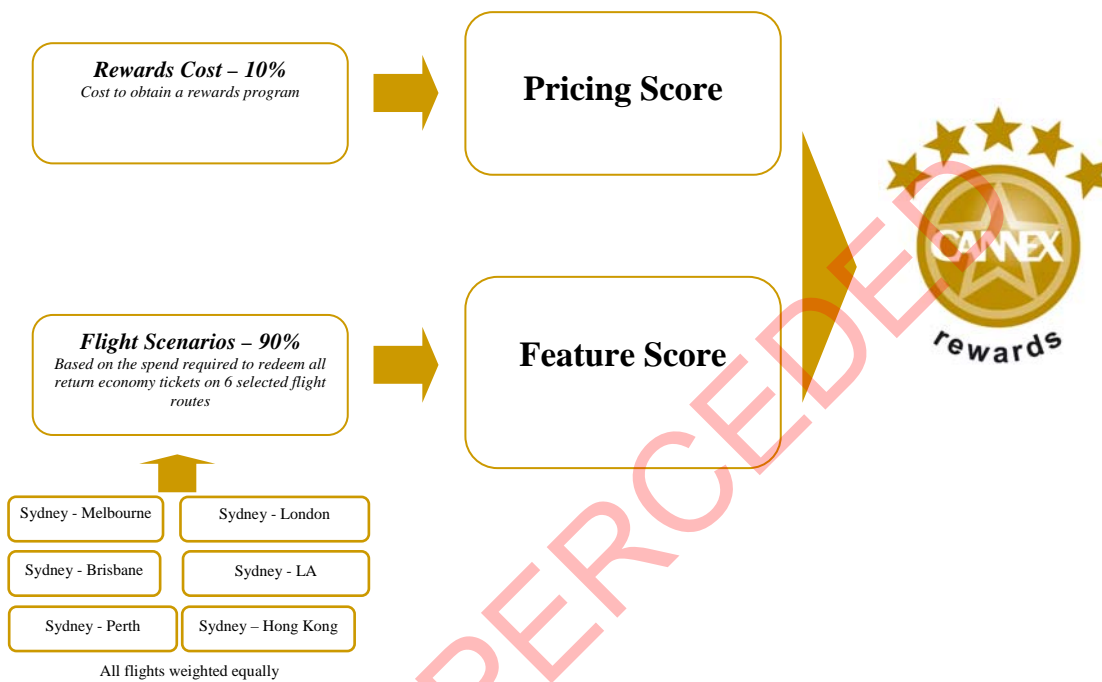 Rewards Cost – 10%
Cost to obtain a rewards program
Pricing Score
CANNEX
rewards
Flight Scenarios – 90%
Based on the spend required to redeem all
return economy tickets on 6 selected flight
routes
Feature Score
Sydney - Melbourne
Sydney - London
Sydney - Brisbane
Sydney - LA
Sydney - Perth
Sydney – Hong Kong
All flights weighted equally
PERCEDED